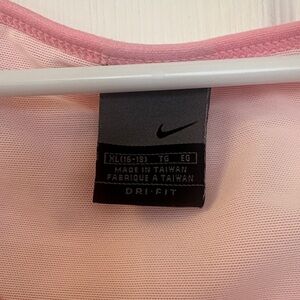 XL(16-18) TG EG
MADE IN TAIWAN
FABRIQUÉ À TAIWAN
DRI-FIT